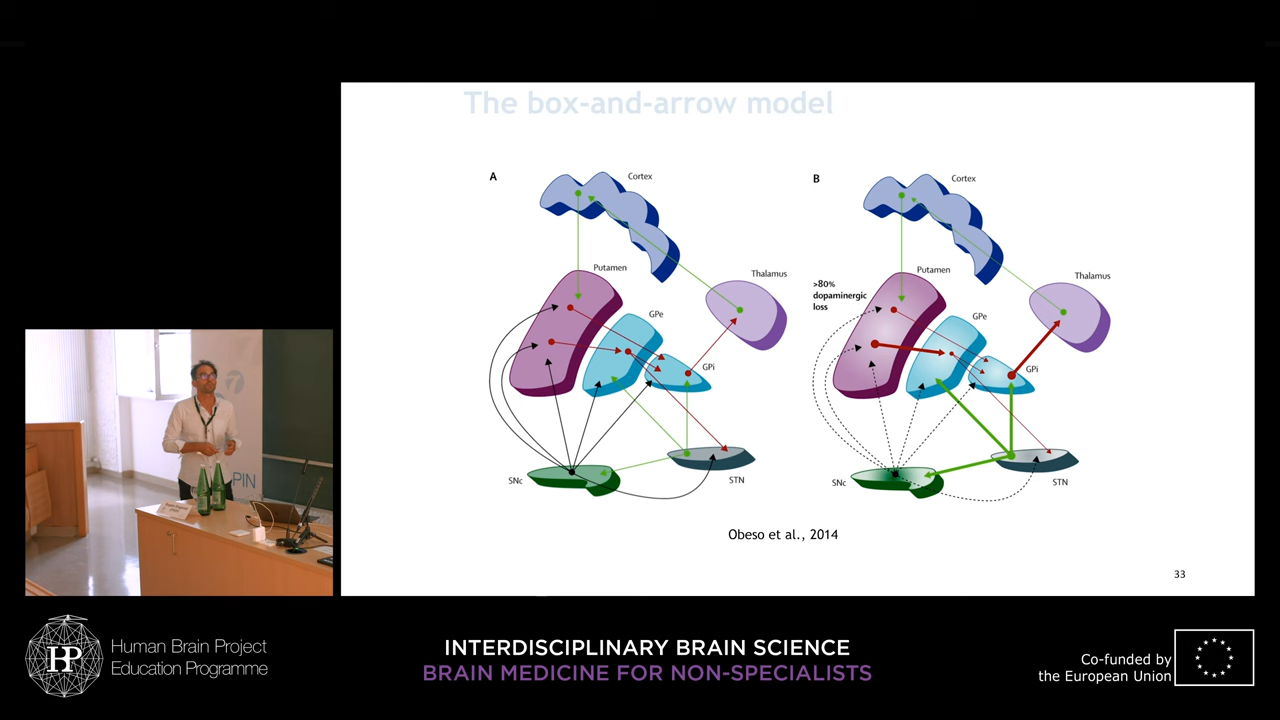 The box-and-arrow model
A
Cortex
Putamen
Thalamus
GPe
GPi
SNc
STN
B
Cortex
Putamen
Thalamus
>80%
dopaminergic
loss
GPe
GPi
SNc
STN
Obeso et al., 2014
33
PIN
HBP
Human Brain Project
Education Programme
INTERDISCIPLINARY BRAIN SCIENCE
BRAIN MEDICINE FOR NON-SPECIALISTS
Co-funded by
the European Union